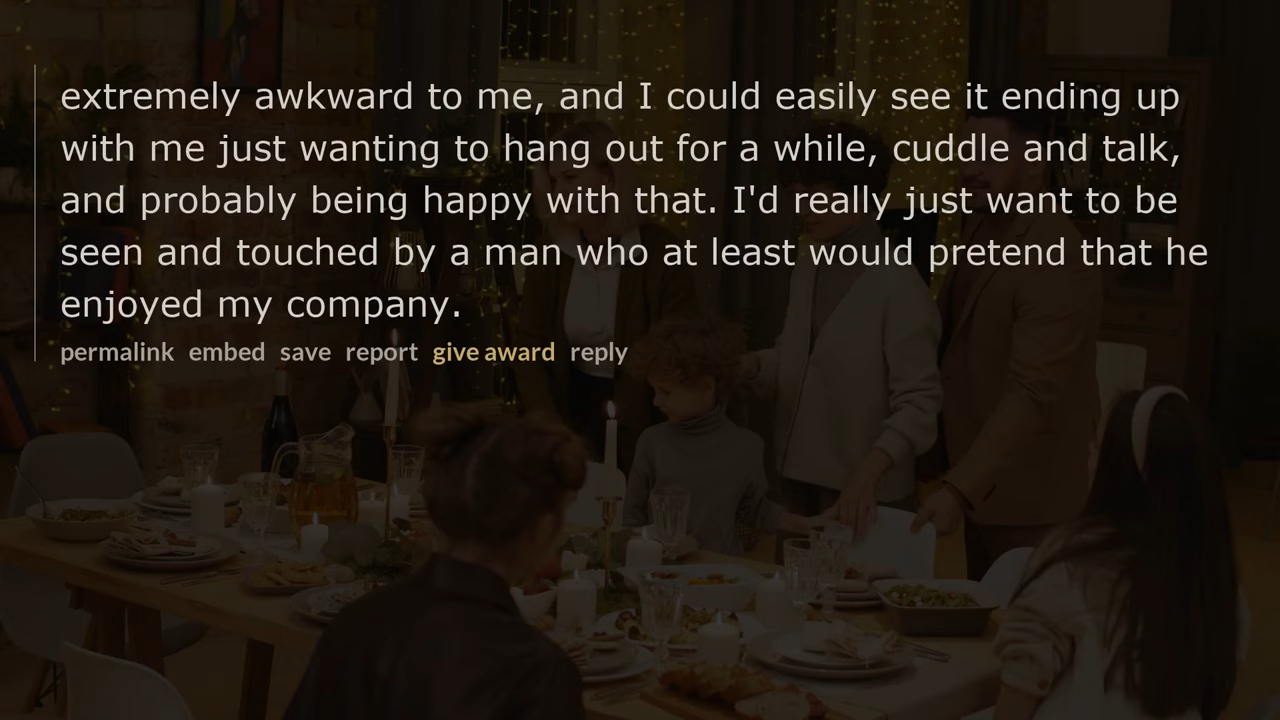 extremely awkward to me, and I could easily see it ending up
with me just wanting to hang out for a while, cuddle and talk,
and probably being happy with that. I'd really just want to be
seen and touched by a man who at least would pretend that he
enjoyed my company.
permalink embed save report give award reply